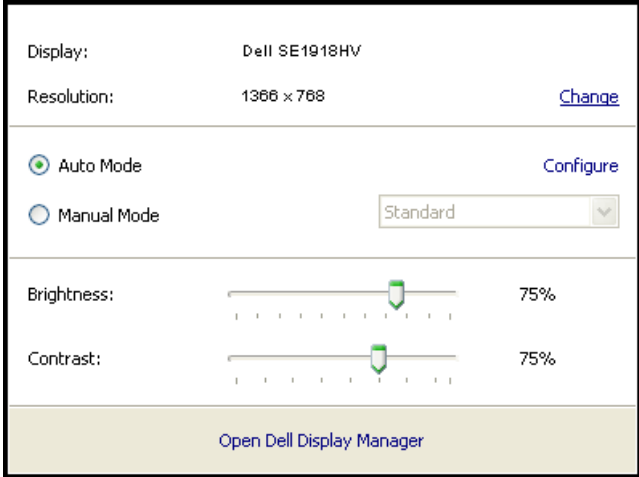 Display: Dell SE1918HV
Resolution: 1366 x 768 Change
Auto Mode Configure
Manual Mode Standard
Brightness: 75%
Contrast: 75%
Open Dell Display Manager